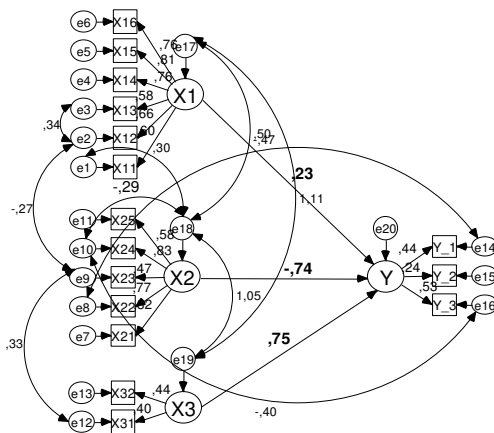 e6 X16
,76 e17
e5 X15
,81
e4 X14
,76
X1
e3 X13 ,58
,34
,66
e2 X12
,60
,50
-,47
e1 X11 ,30
,23
-,29
1,11
-,27
e11 X25
e18
e20
,58
Y_1 e14
,44
e10 X24 ,83
,24
e9 X23 ,47
X2
-,74
Y
Y_2 e15
,77
,53
e8 X22
,62
1,05
Y_3 e16
e7 X21
,33
,75
e19
e13 X32 ,44
X3
,40
-,40
e12 X31